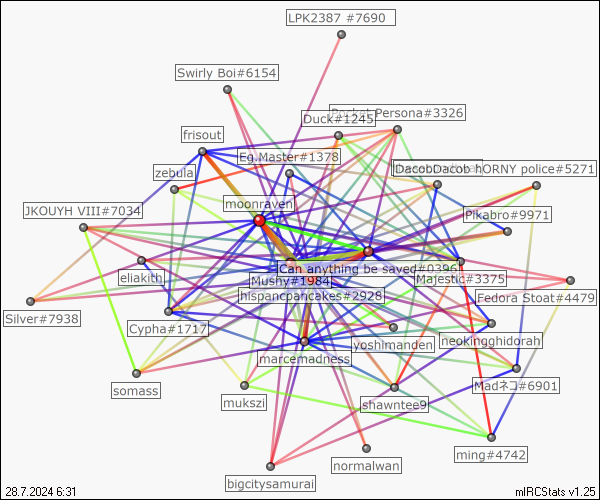 LPK2387 #7690
Swirly Boi#6154
Pocket Persona#3326
Duck#1245
frisout
Eg.Master#1378
DacobDacob hORNY police#5271
zebula
moonraven
JKOUYH VIII#7034
Pikabro#9971
Can anything be saved#0396
eliakith
Mushy#1984
Majestic#3375
hispancpancakes#2928
Fedora Stoat#4479
Silver#7938
Cypha#1717
yoshimanden
neokingghidorah
marcemadness
somass
Madネコ#6901
mukszi
shawntee9
ming#4742
normalwan
bigcitysamurai
28.7.2024 6:31
mIRCStats v1.25